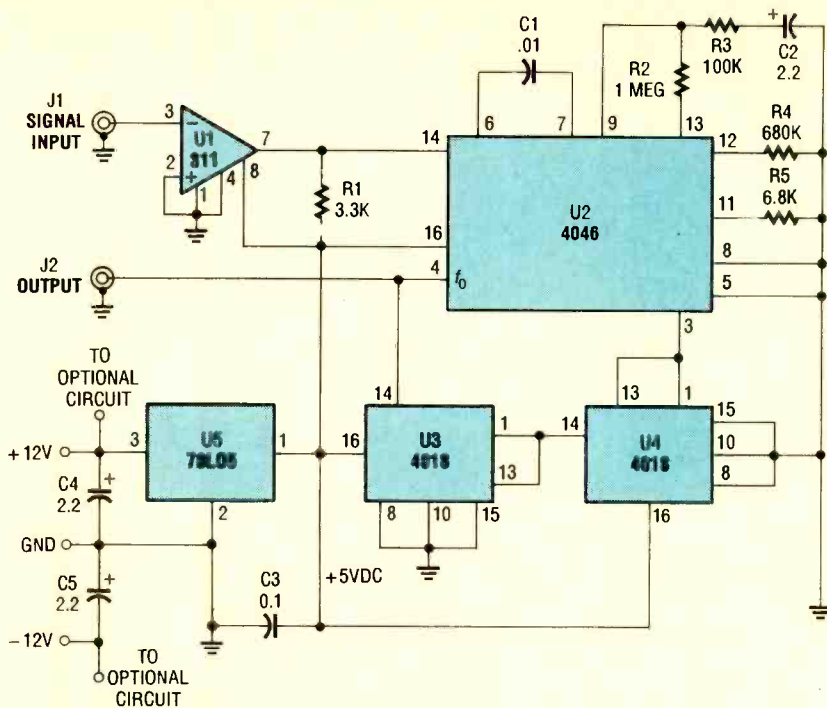 C1
.01
R3
100K
+
C2
2.2
R2
1 MEG
J1
SIGNAL
INPUT
3
−
U1
311
2
+
1
4
8
7
R1
3.3K
14
6
7
9
13
12
R4
680K
11
R5
6.8K
U2
4046
16
4
fo
8
5
3
J2
OUTPUT
TO
OPTIONAL
CIRCUIT
+12V
3
U5
78L05
1
2
14
16
U3
4018
1
13
8
10
15
13
1
14
U4
4018
15
10
8
16
C4
2.2
+
GND
C5
2.2
+
−12V
TO
OPTIONAL
CIRCUIT
C3
0.1
+5VDC